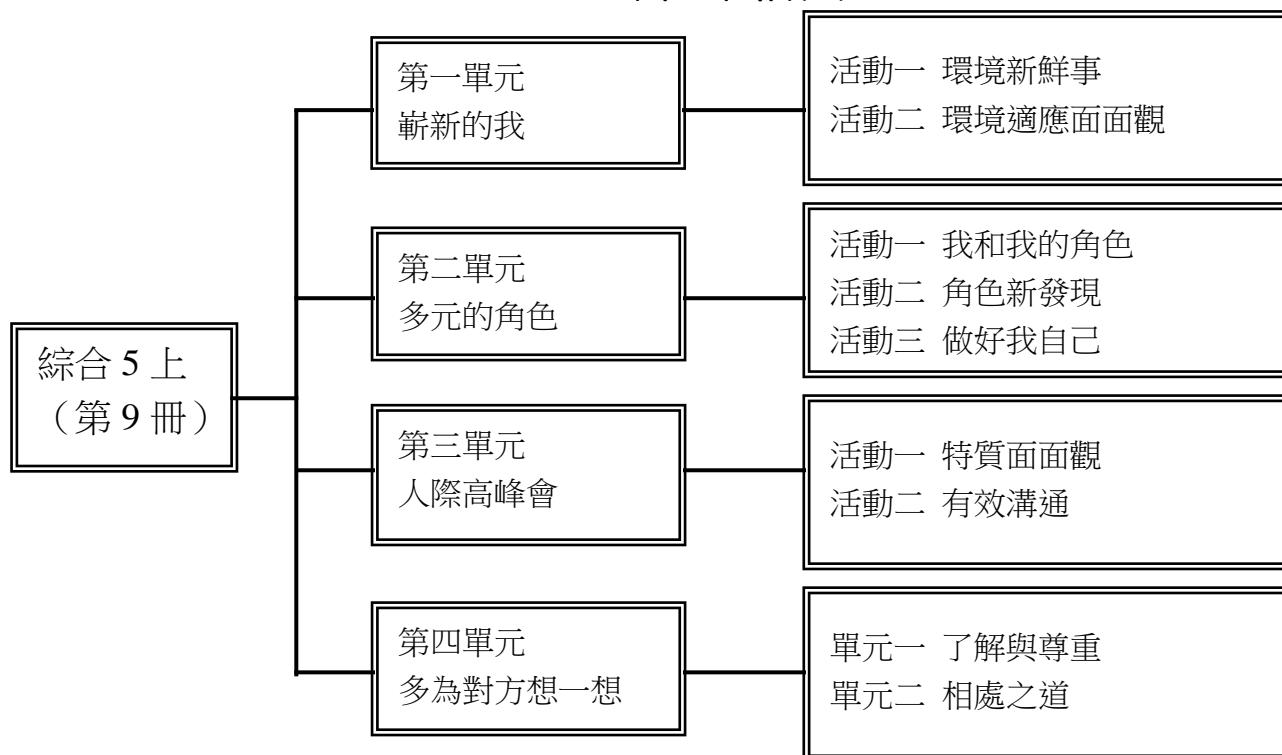 綜合 5 上
（第 9 冊）
第一單元
嶄新的我
活動一 環境新鮮事
活動二 環境適應面面觀
第二單元
多元的角色
活動一 我和我的角色
活動二 角色新發現
活動三 做好我自己
第三單元
人際高峰會
活動一 特質面面觀
活動二 有效溝通
第四單元
多為對方想一想
單元一 了解與尊重
單元二 相處之道